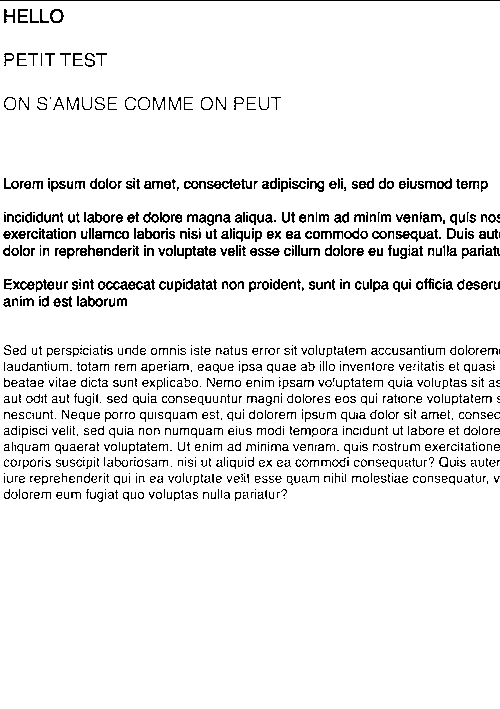 HELLO
PETIT TEST
ON S'AMUSE COMME ON PEUT
Lorem ipsum dolor sit amet, consectetur adipiscing eli, sed do eiusmod temp
incididunt ut labore et dolore magna aliqua. Ut enim ad minim veniam, quis nos
exercitation ullamco laboris nisi ut aliquip ex ea commodo consequat. Duis aut
dolor in reprehenderit in voluptate velit esse cillum dolore eu fugiat nulla pariatu
Excepteur sint occaecat cupidatat non proident, sunt in culpa qui officia deseru
anim id est laborum
Sed ut perspiciatis unde omnis iste natus error sit voluptatem accusantium dolorem
laudantium, totam rem aperiam, eaque ipsa quae ab illo inventore veritatis et quasi
beatae vitae dicta sunt explicabo. Nemo enim ipsam voluptatem quia voluptas sit as
aut odit aut fugit, sed quia consequuntur magni dolores eos qui ratione voluptatem s
nesciunt. Neque porro quisquam est, qui dolorem ipsum quia dolor sit amet, consec
adipisci velit, sed quia non numquam eius modi tempora incidunt ut labore et dolore
aliquam quaerat voluptatem. Ut enim ad minima veniam, quis nostrum exercitatione
corporis suscipit laboriosam, nisi ut aliquid ex ea commodi consequatur? Quis auter
iure reprehenderit qui in ea voluptate velit esse quam nihil molestiae consequatur, v
dolorem eum fugiat quo voluptas nulla pariatur?